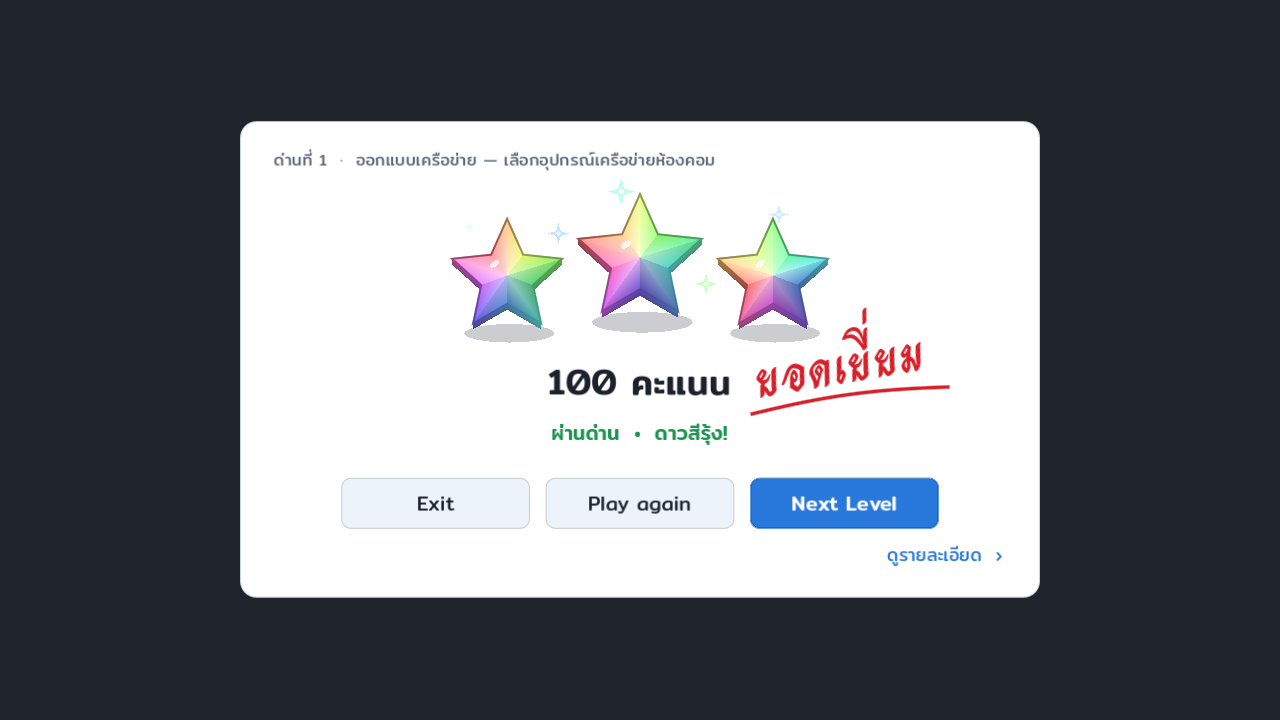 ด่านที่ 1 · ออกแบบเครือข่าย — เลือกอุปกรณ์เครือข่ายห้องคอม
100 คะแนน ยอดเยี่ยม
ผ่านด่าน • ดาวสีรุ้ง!
Exit Play again Next Level
ดูรายละเอียด ›